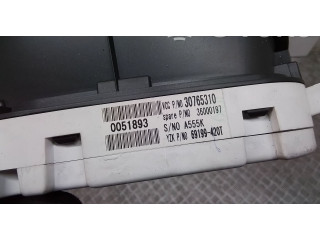 VCC P/NO 30765310
spare P/NO 36000197
S/NO A555K
YZK P/NO 69199-420T
0051893